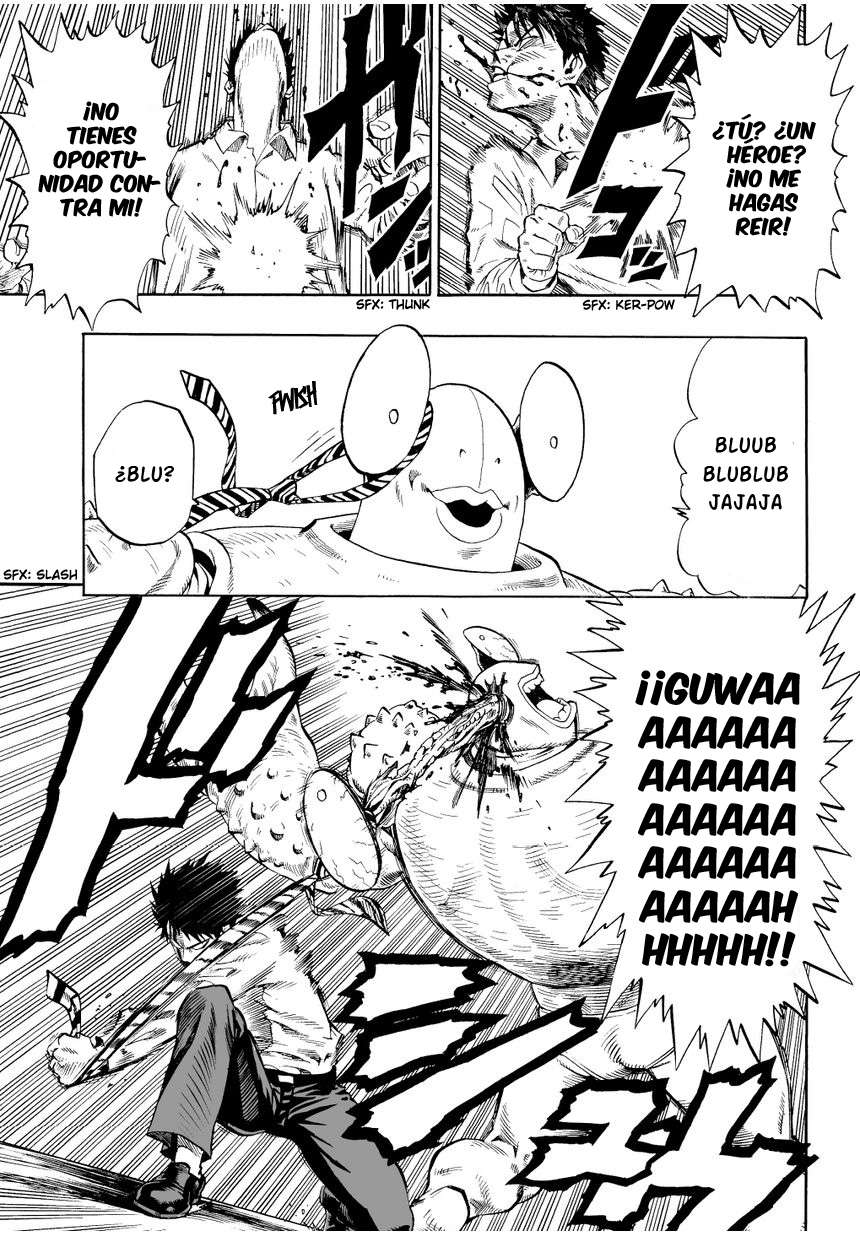 ¿TÚ? ¿UN
HÉROE?
¡NO ME
HAGAS
REIR!
SFX: KER-POW
¡NO
TIENES
OPORTU-
NIDAD CON-
TRA MI!
SFX: THUNK
BLUUB
BLUBLUB
JAJAJA
FWISH
¿BLU?
SFX: SLASH
¡¡GUWAA
AAAAAA
AAAAAA
AAAAAA
AAAAAA
AAAAAH
HHHHH!!